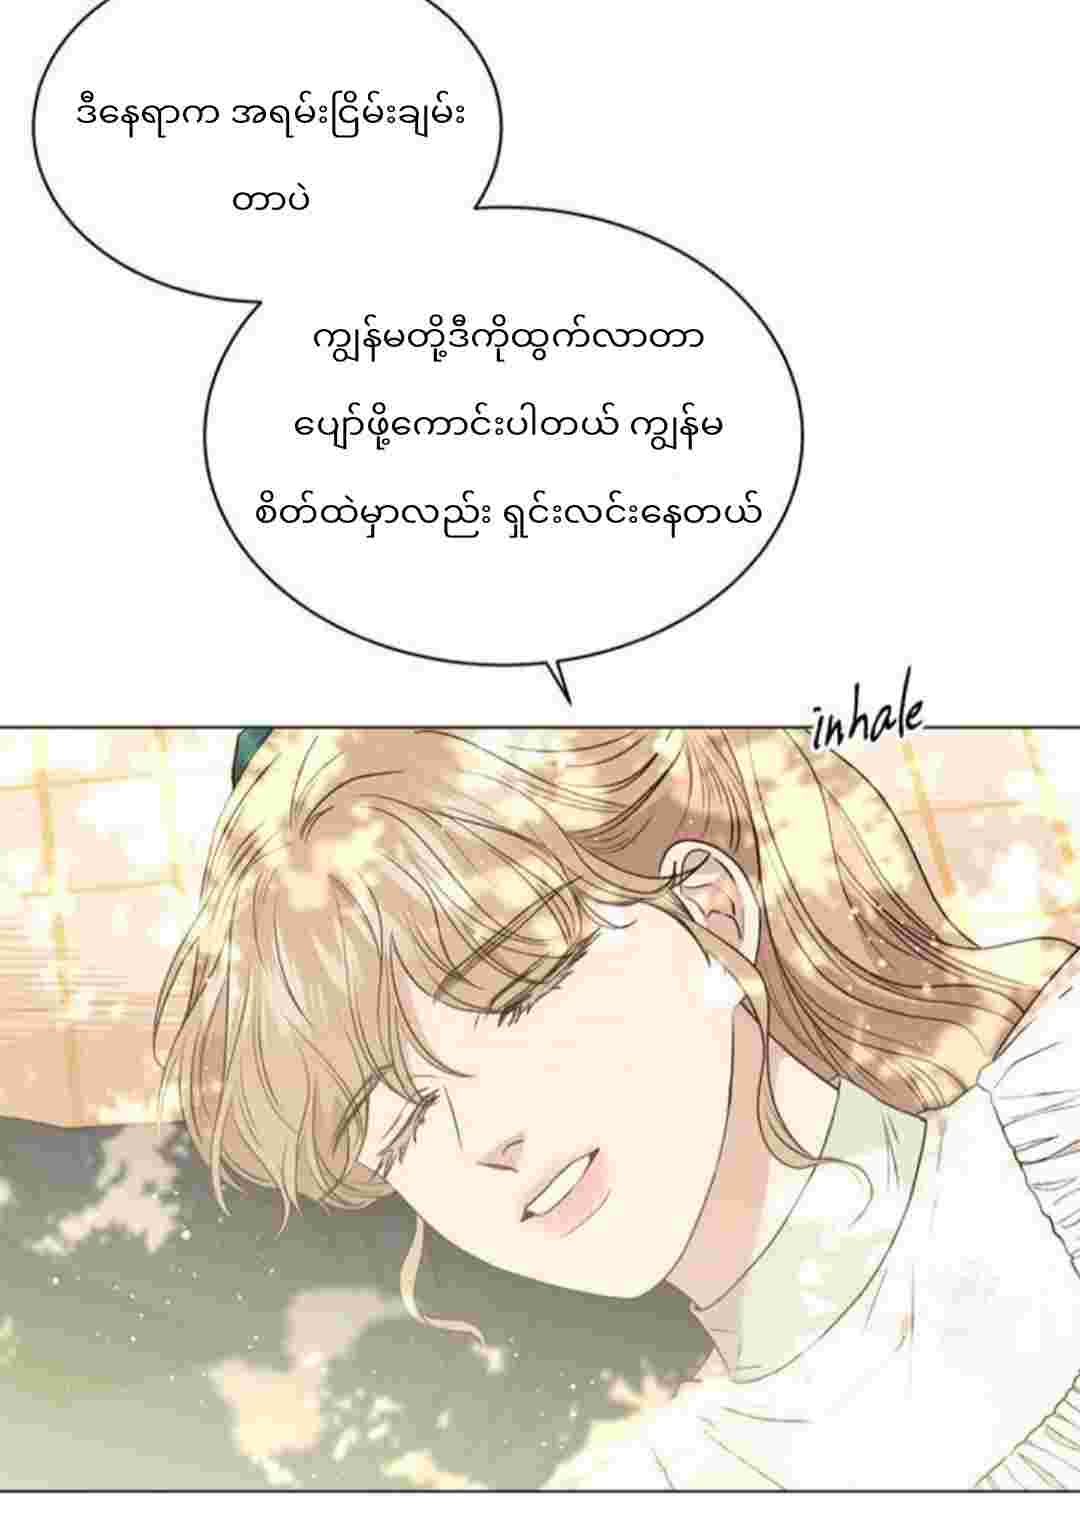 ဒီနေရာက အရမ်းငြိမ်းချမ်း
တာပဲ
ကျွန်မတို့ဒီကိုထွက်လာတာ
ပျော်ဖို့ကောင်းပါတယ် ကျွန်မ
စိတ်ထဲမှာလည်း ရှင်းလင်းနေတယ်
inhale